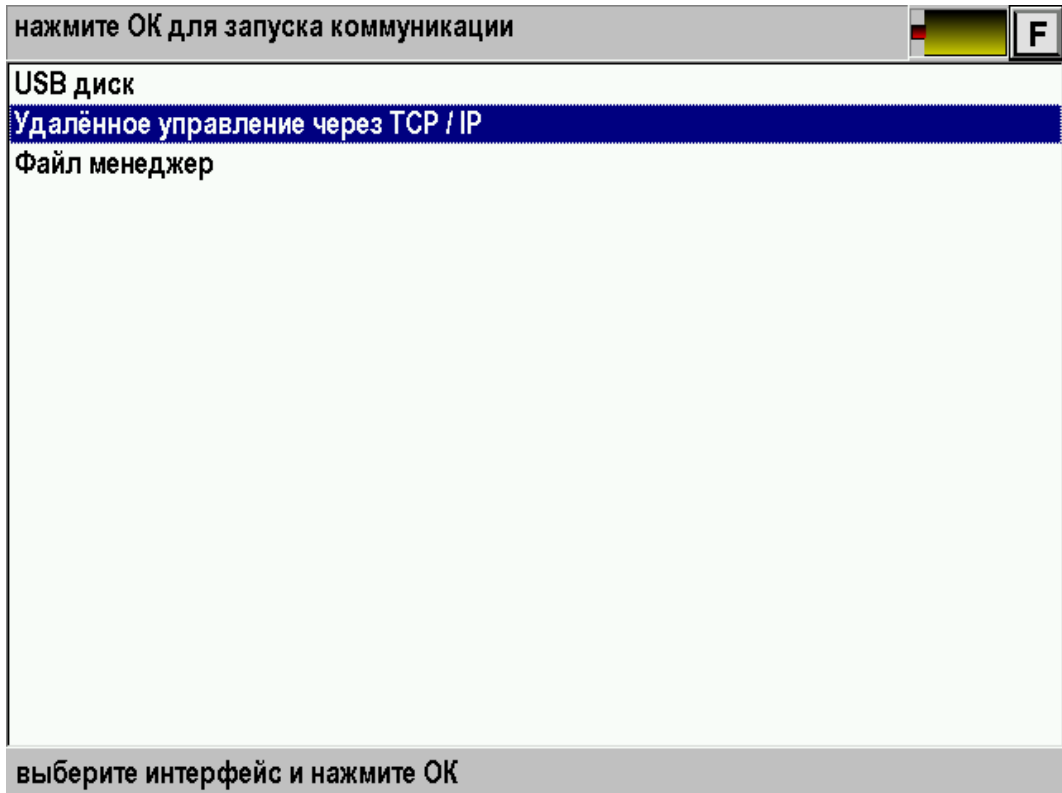 нажмите ОК для запуска коммуникации
F
USB диск
Удалённое управление через TCP / IP
Файл менеджер
выберите интерфейс и нажмите ОК